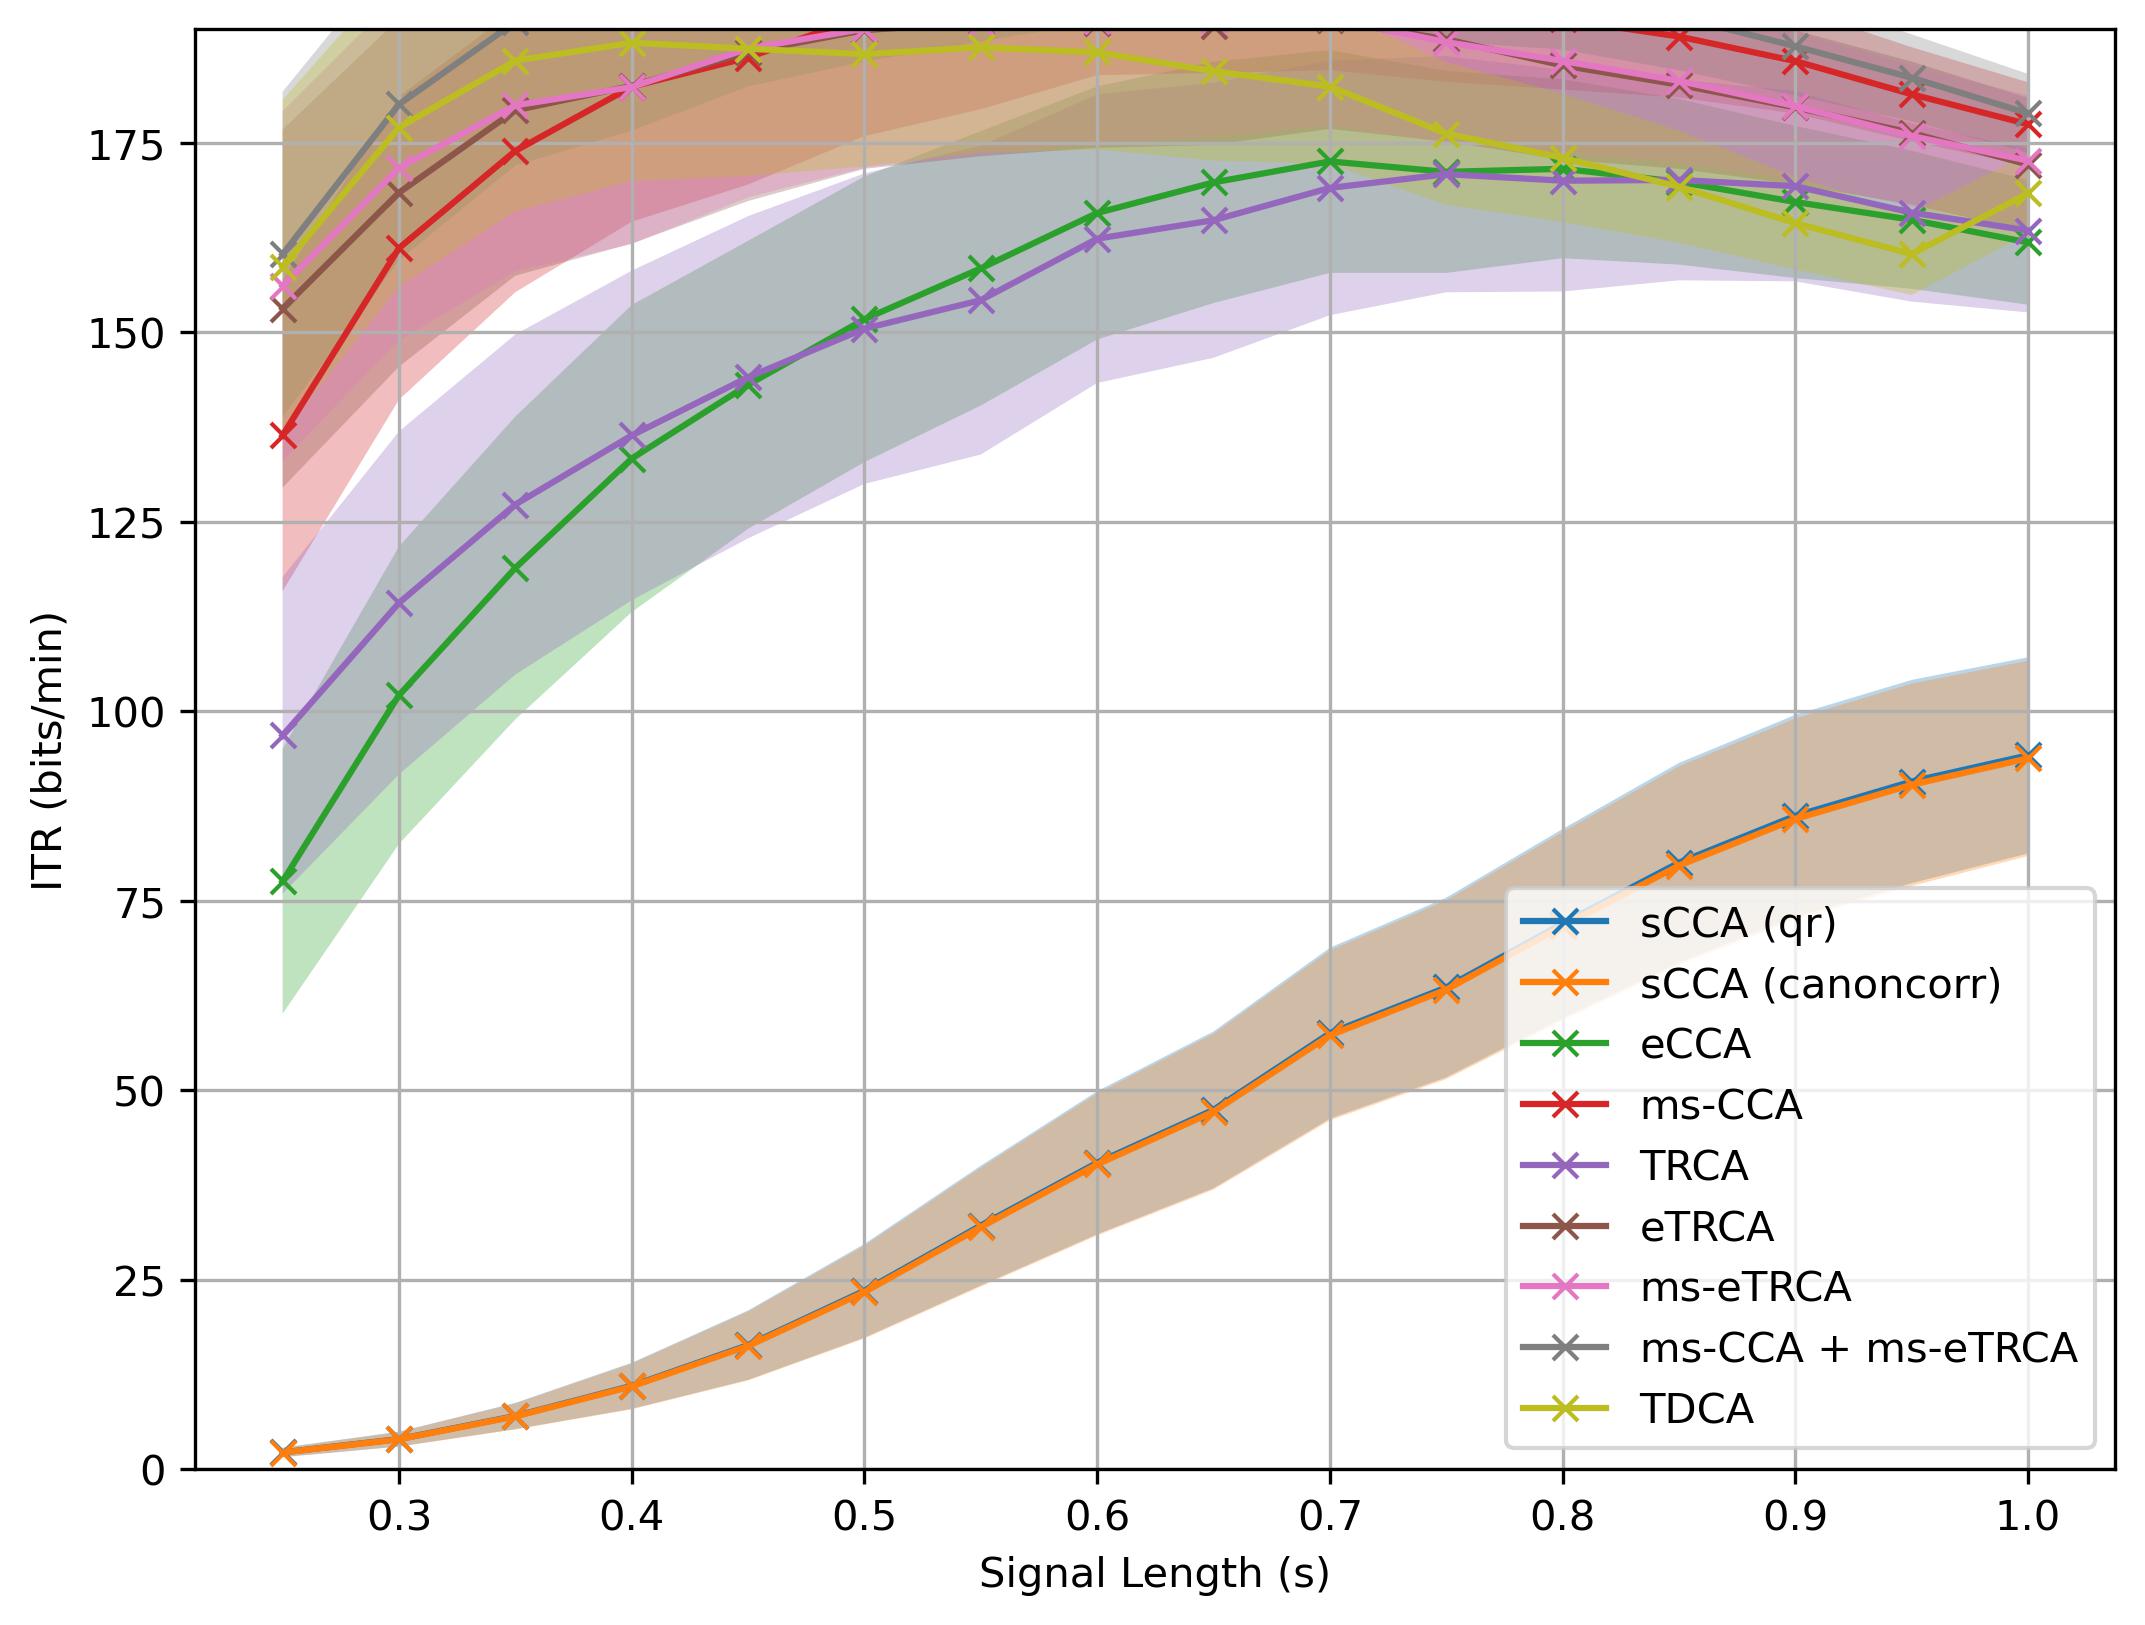 175
150
125
100
75
50
25
0
ITR (bits/min)
0.3 0.4 0.5 0.6 0.7 0.8 0.9 1.0
Signal Length (s)
sCCA (qr)
sCCA (canoncorr)
eCCA
ms-CCA
TRCA
eTRCA
ms-eTRCA
ms-CCA + ms-eTRCA
TDCA